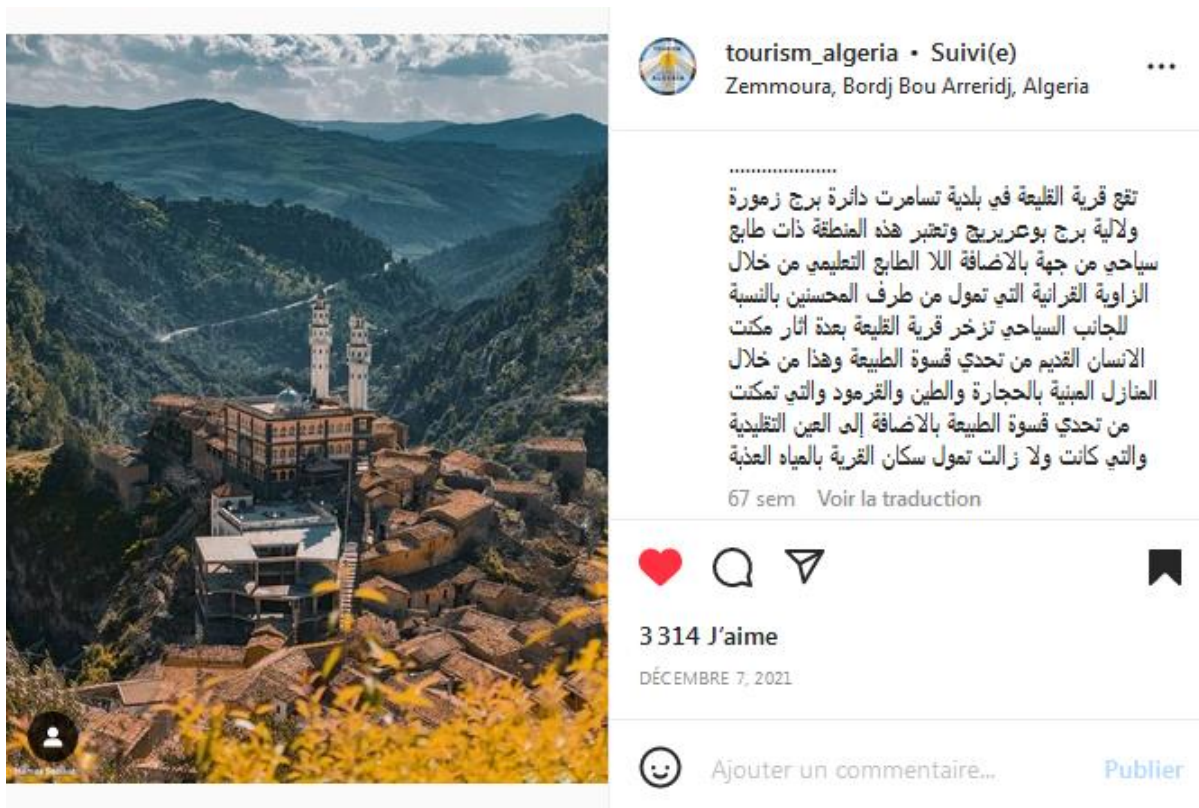 tourism_algeria • Suivi(e)
Zemmoura, Bordj Bou Arreridj, Algeria
.....................
تقع قرية القليعة في بلدية تسامرت دائرة برج زمورة
ولالية برج بوعريريج وتعتبر هذه المنطقة ذات طابع
سياحي من جهة بالاضافة اللا الطابع التعليمي من خلال
الزاوية القرانية التي تمول من طرف المحسنين بالنسبة
للجانب السياحي تزخر قرية القليعة بعدة اثار مكنت
الانسان القديم من تحدي قسوة الطبيعة وهذا من خلال
المنازل المبنية بالحجارة والطين والقرمود والتي تمكنت
من تحدي قسوة الطبيعة بالاضافة إلى العين التقليدية
والتي كانت ولا زالت تمول سكان القرية بالمياه العذبة
67 sem Voir la traduction
3 314 J’aime
DÉCEMBRE 7, 2021
Ajouter un commentaire...
Publier